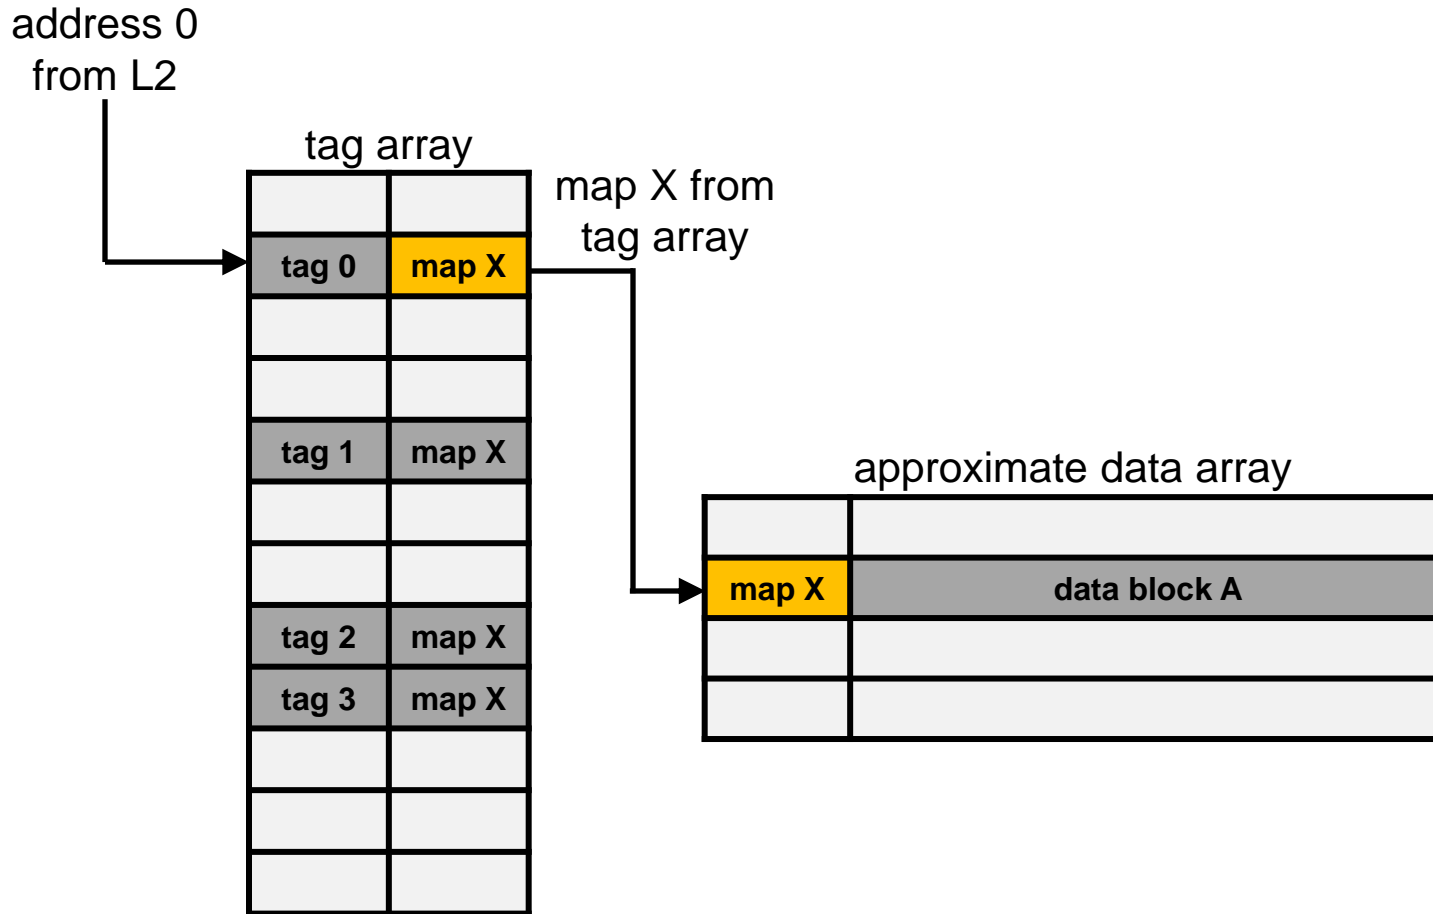 address 0
from L2
tag array
map X from
tag array
tag 0 map X
tag 1 map X
approximate data array
map X data block A
tag 2 map X
tag 3 map X